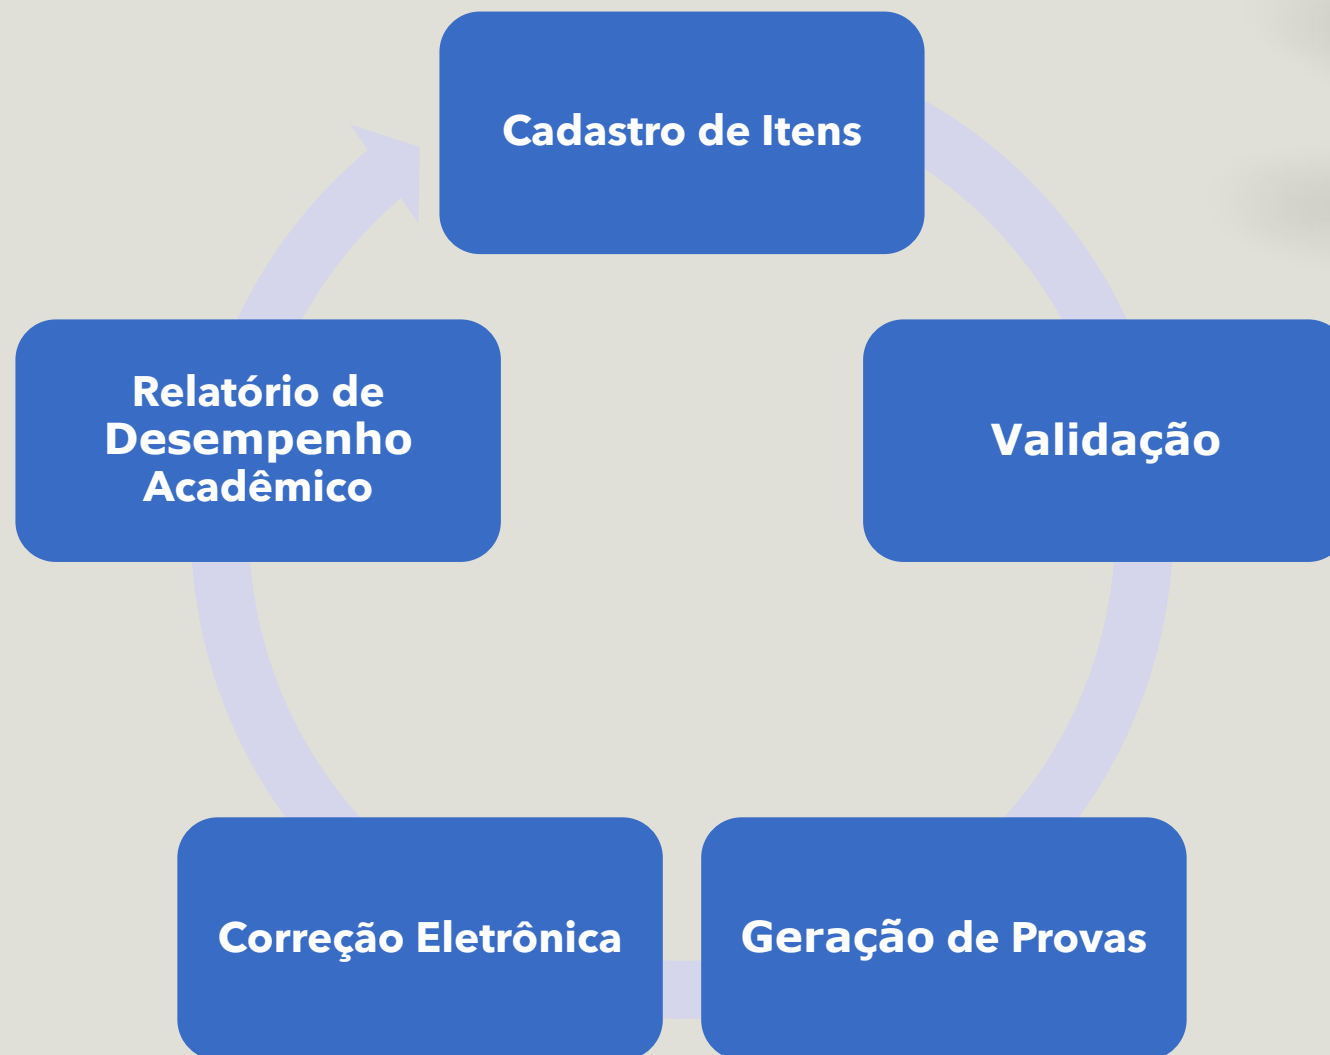 Cadastro de Itens
Validação
Geração de Provas
Correção Eletrônica
Relatório de
Desempenho
Acadêmico